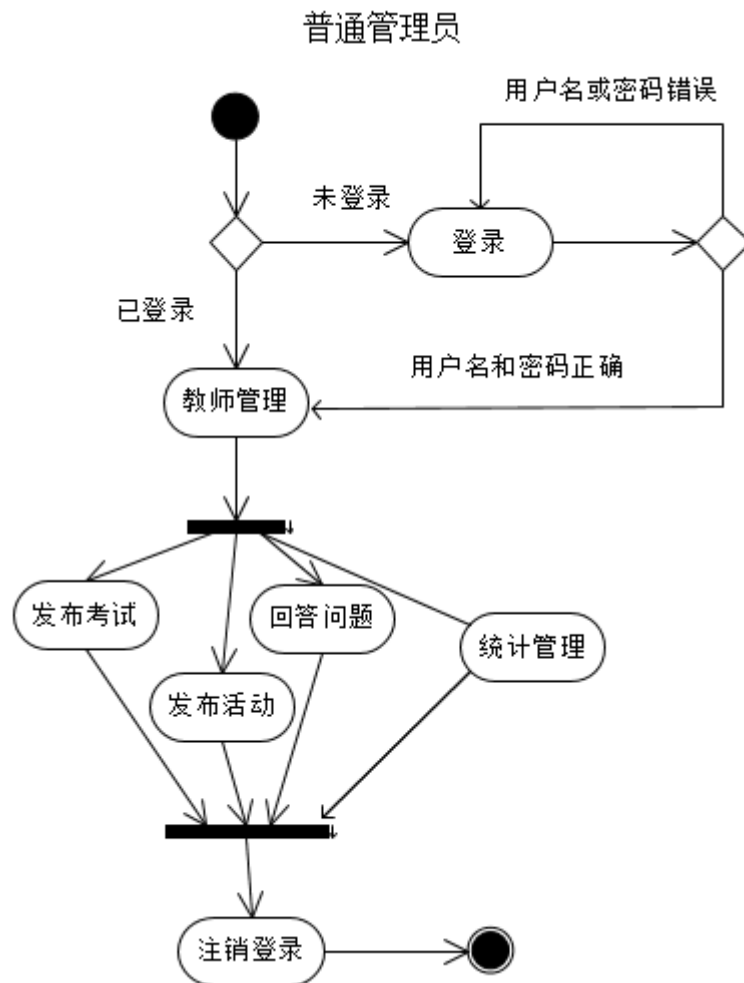 普通管理员
用户名或密码错误
未登录
登录
已登录
用户名和密码正确
教师管理
发布考试
回答问题
统计管理
发布活动
注销登录